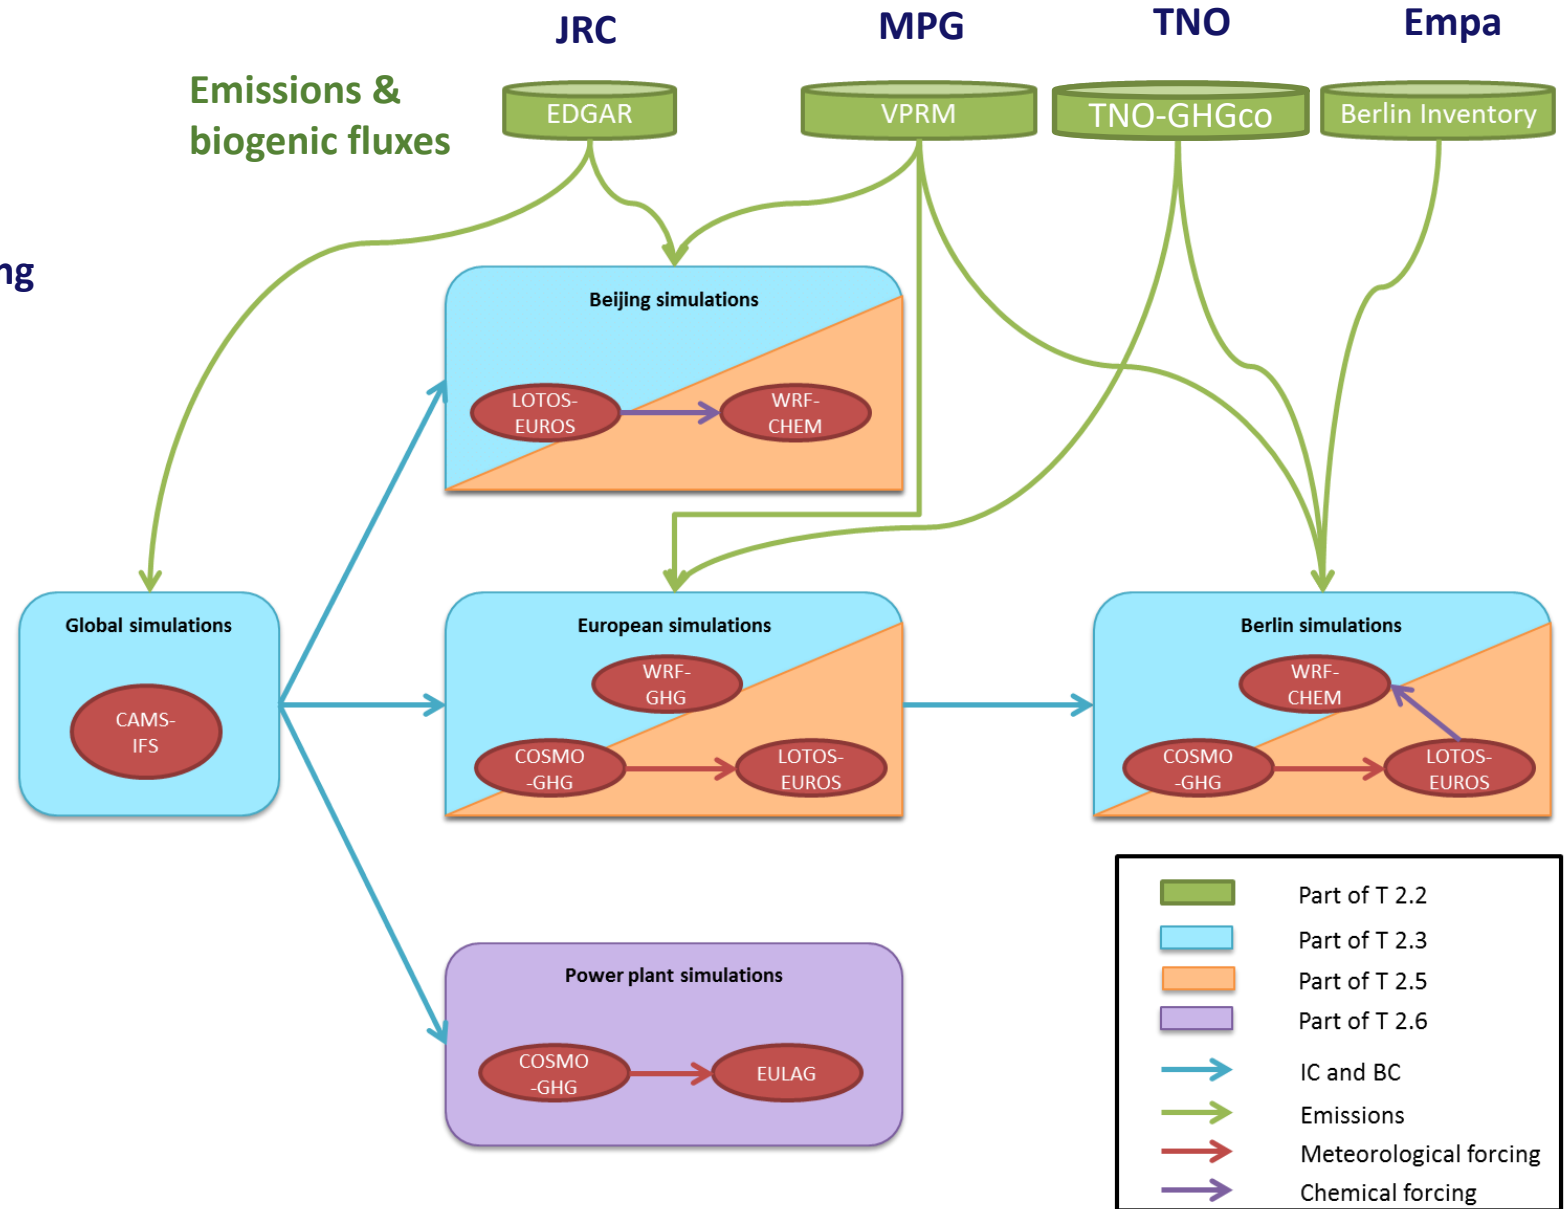 JRC
MPG
TNO
Empa
Emissions &
biogenic fluxes
EDGAR
VPRM
TNO-GHGco
Berlin Inventory
ng
Beijing simulations
LOTOS-
EUROS
WRF-
CHEM
Global simulations
CAMS-
IFS
European simulations
WRF-
GHG
COSMO
-GHG
LOTOS-
EUROS
Berlin simulations
WRF-
CHEM
COSMO
-GHG
LOTOS-
EUROS
Power plant simulations
COSMO
-GHG
EULAG
Part of T 2.2
Part of T 2.3
Part of T 2.5
Part of T 2.6
IC and BC
Emissions
Meteorological forcing
Chemical forcing